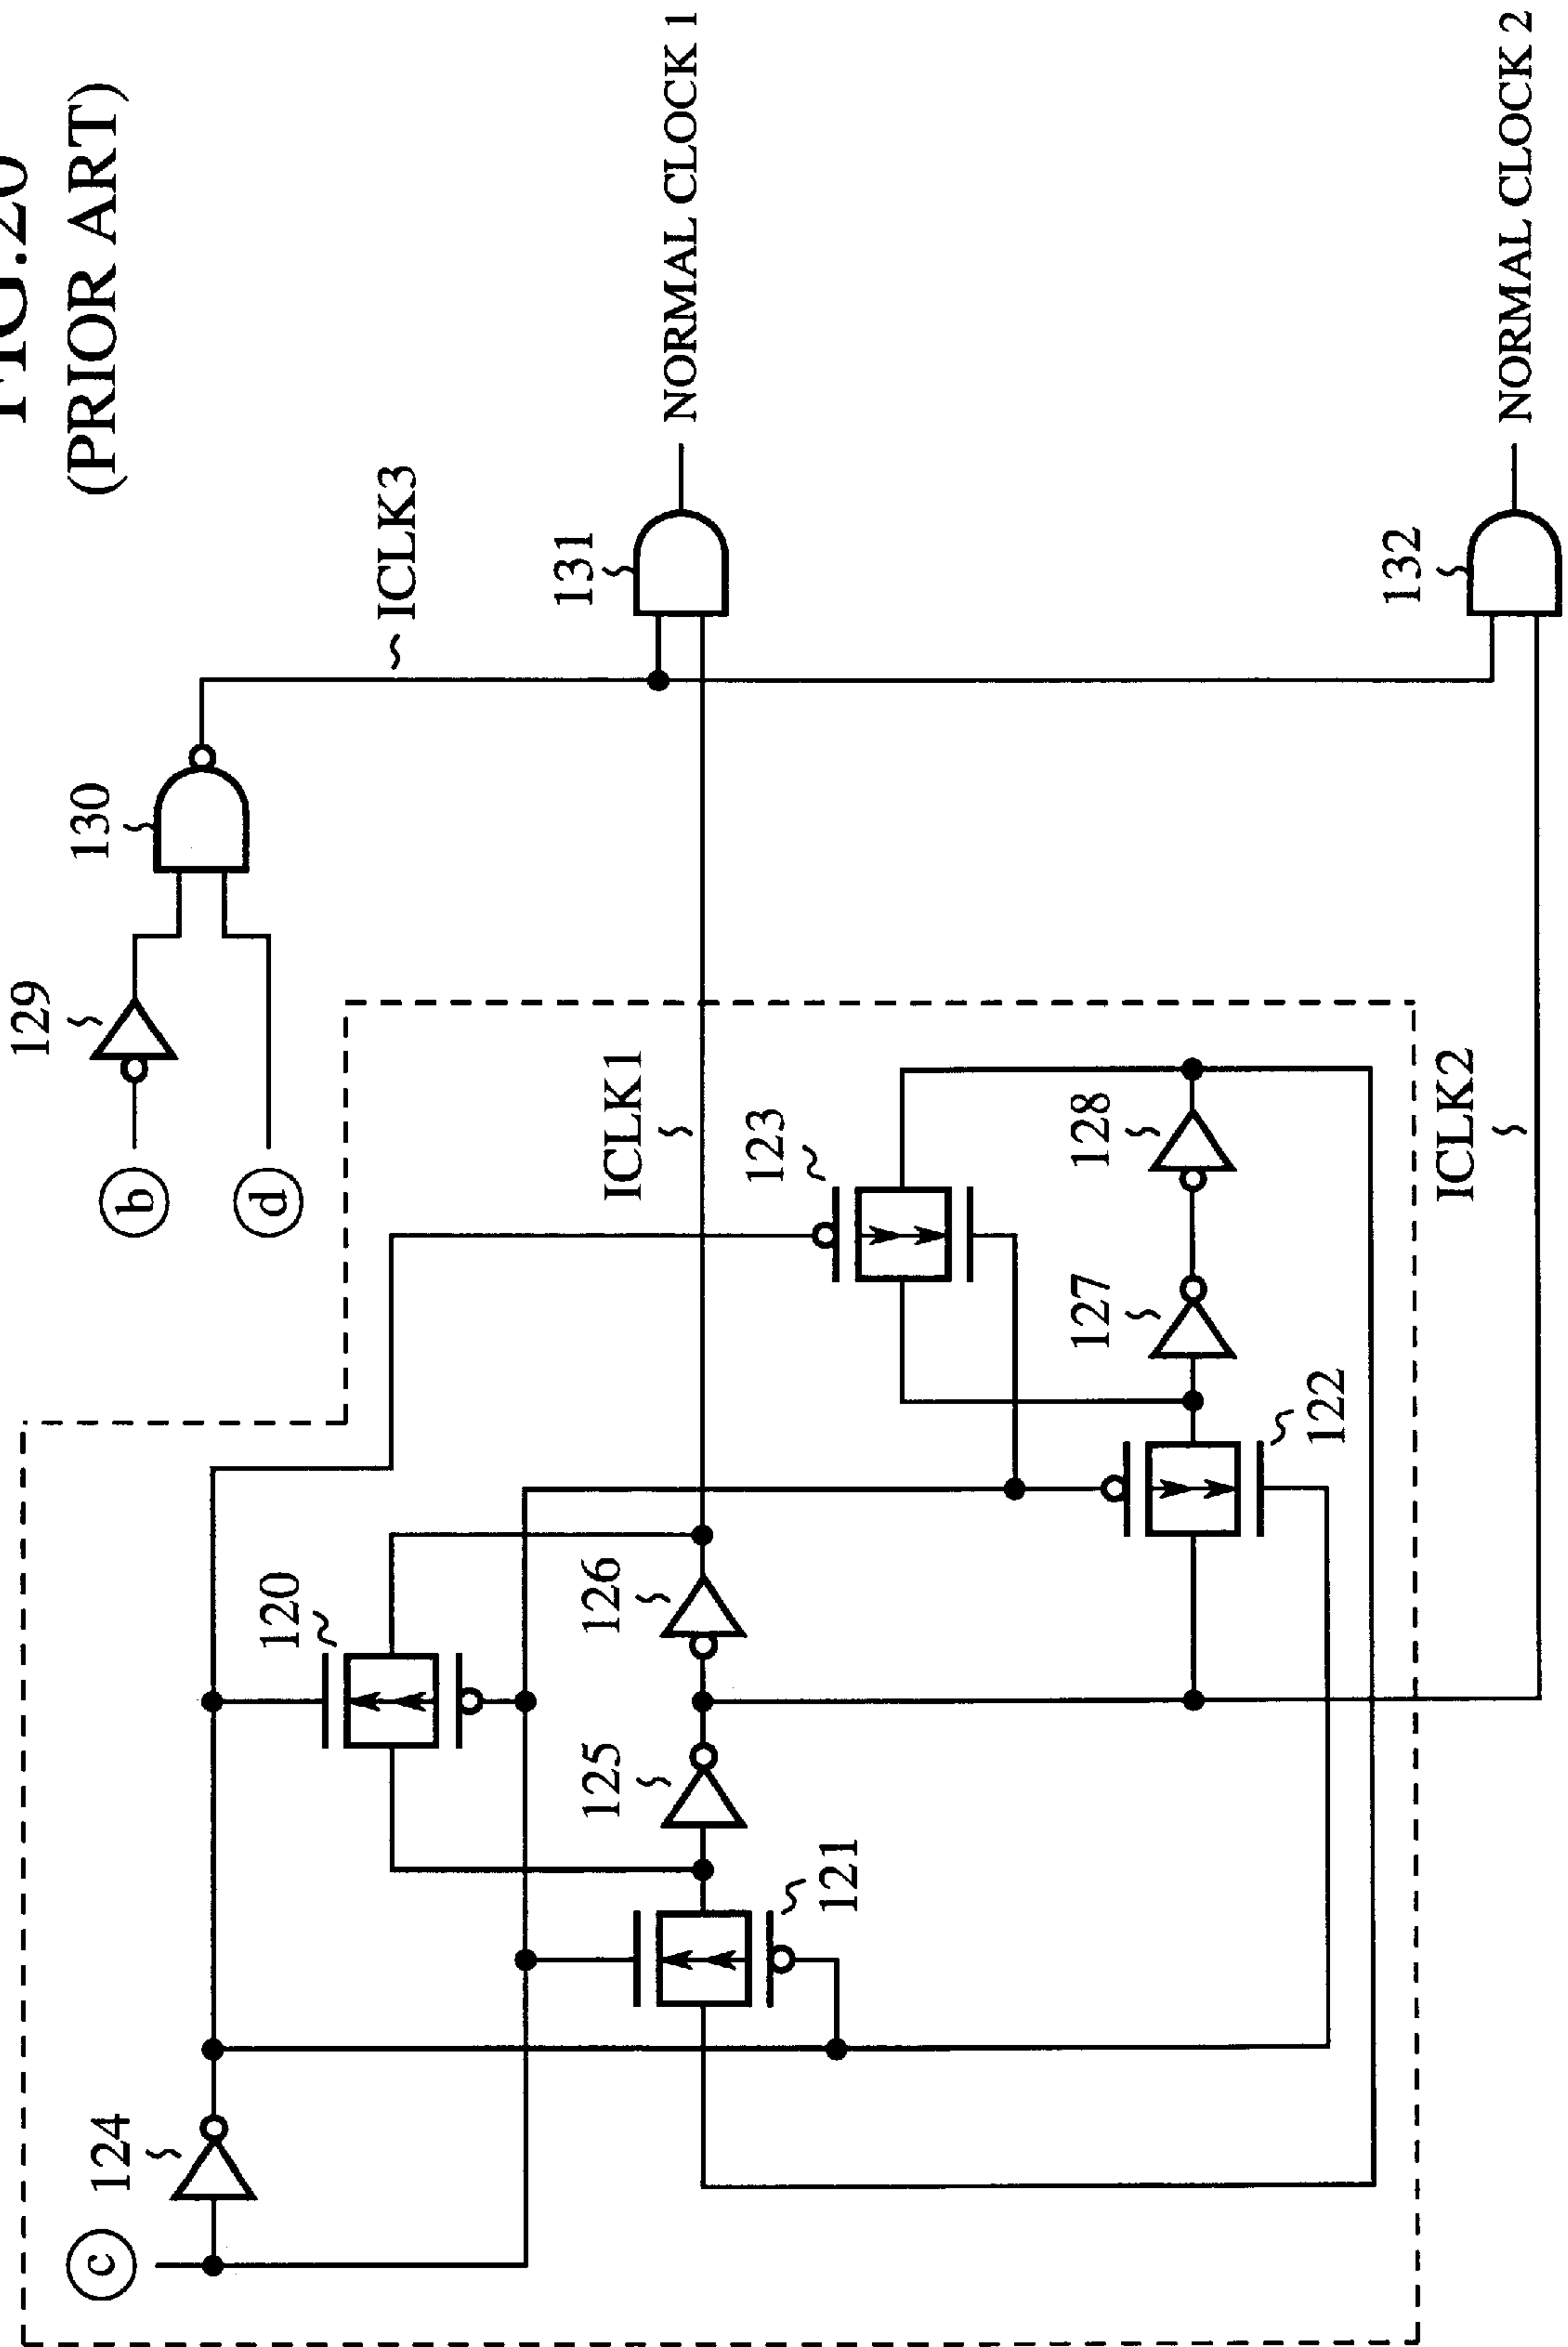 FIG.20
(PRIOR ART)
129
130
b
d
ICLK3
131
NORMAL CLOCK 1
132
NORMAL CLOCK 2
c
124
120
ICLK1
123
125
126
121
127
128
122
ICLK2